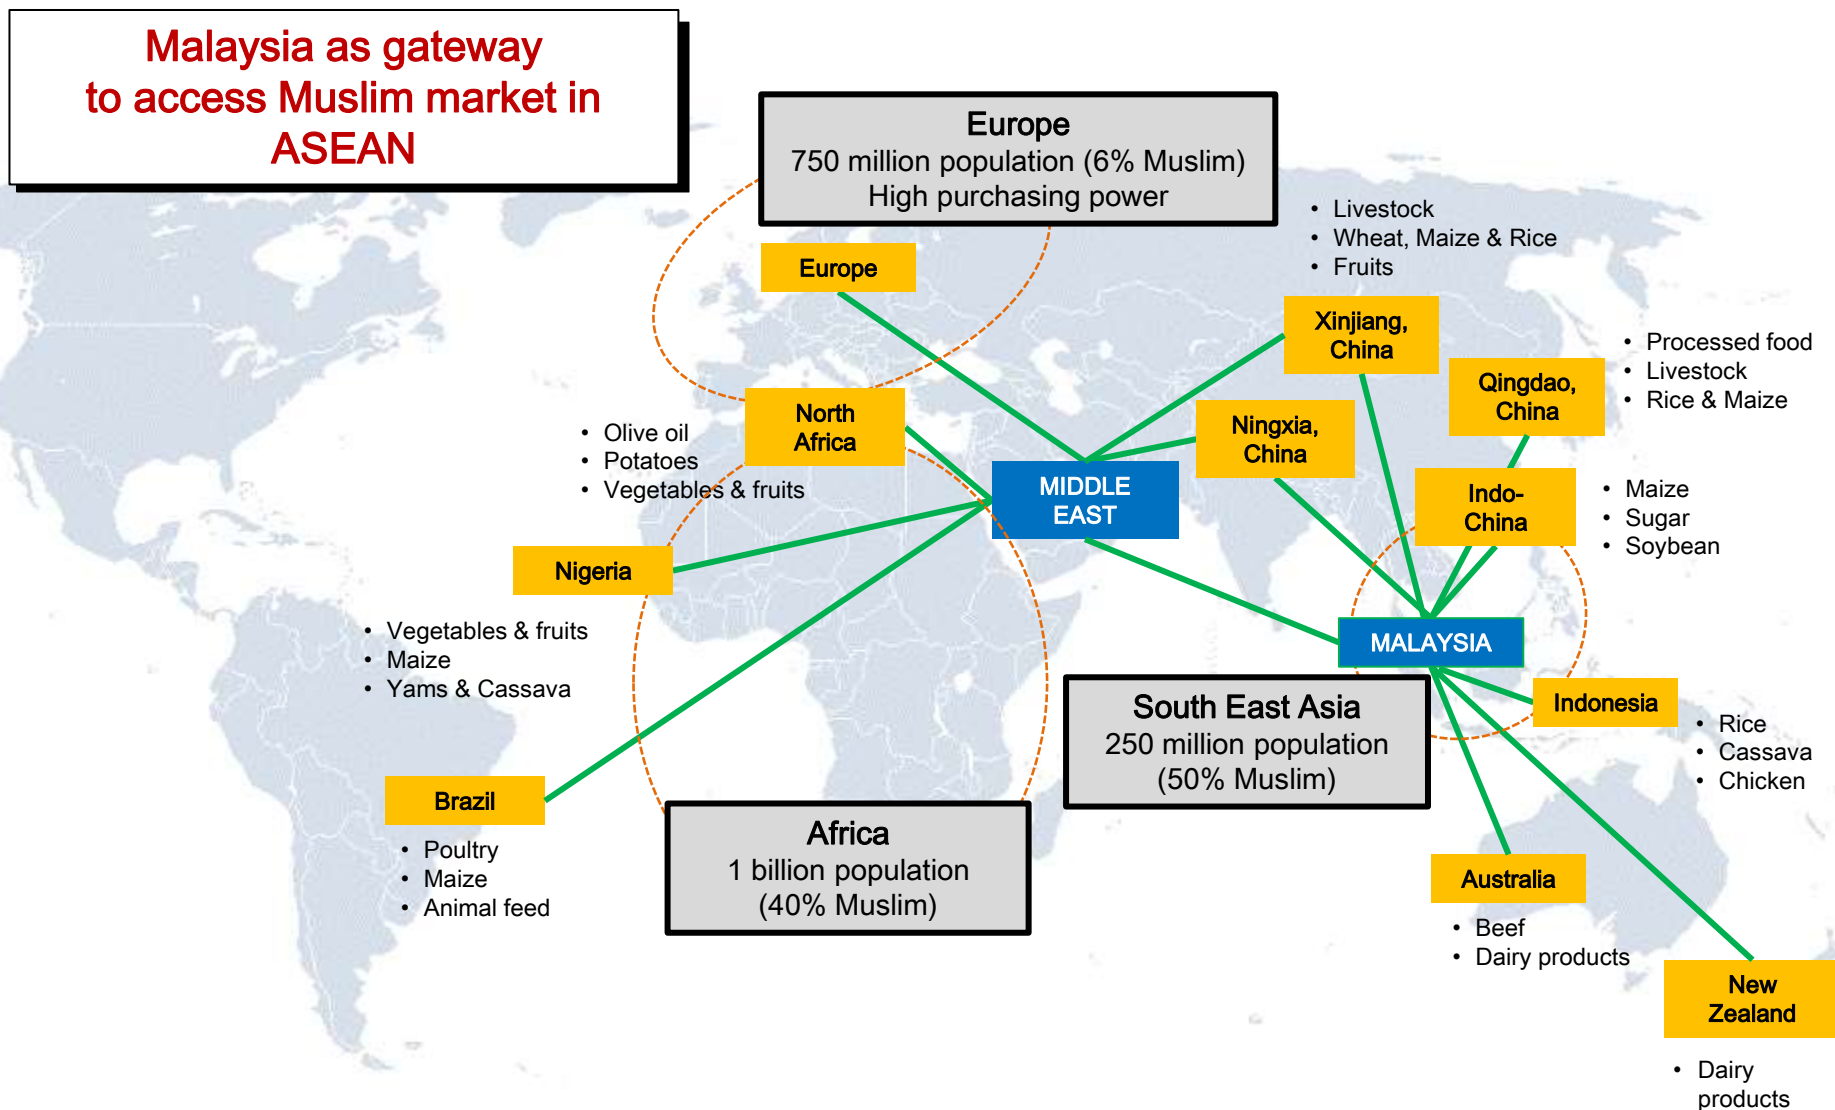 Malaysia as gateway
to access Muslim market in
ASEAN
Europe
750 million population (6% Muslim)
High purchasing power
• Livestock
• Wheat, Maize & Rice
• Fruits
Europe
Xinjiang,
China
• Processed food
• Livestock
• Rice & Maize
Qingdao,
China
North
Africa
Ningxia,
China
• Olive oil
• Potatoes
• Vegetables & fruits
MIDDLE
EAST
Indo-
China
• Maize
• Sugar
• Soybean
Nigeria
• Vegetables & fruits
• Maize
• Yams & Cassava
MALAYSIA
South East Asia
250 million population
(50% Muslim)
Indonesia
• Rice
• Cassava
• Chicken
Brazil
• Poultry
• Maize
• Animal feed
Africa
1 billion population
(40% Muslim)
Australia
• Beef
• Dairy products
New
Zealand
• Dairy
products